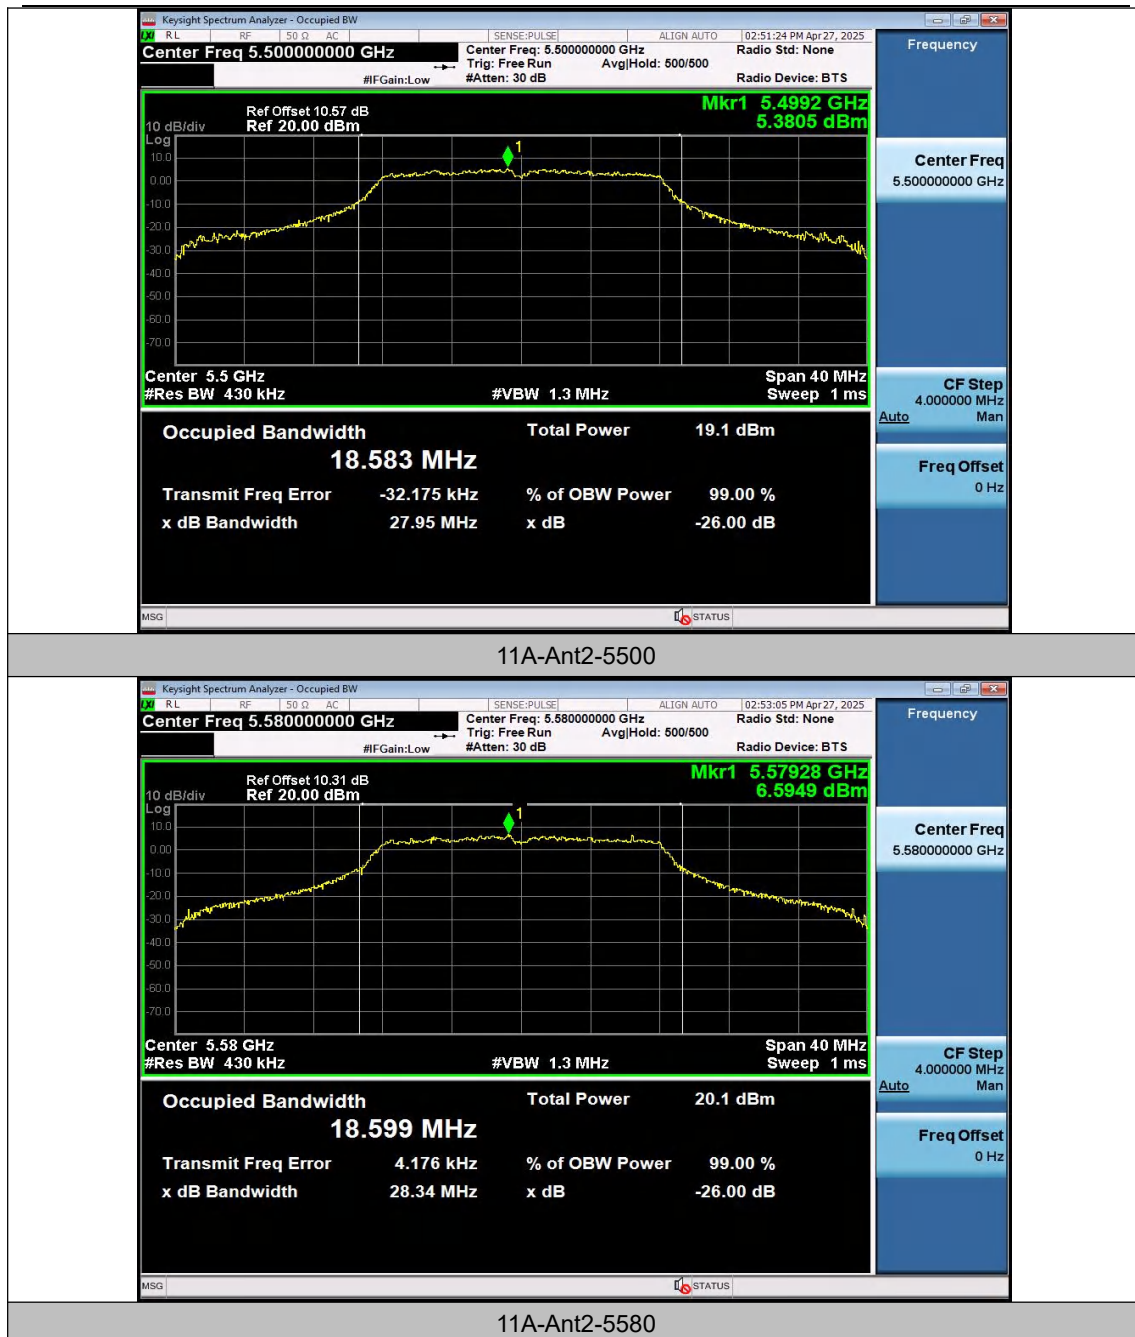 Keysight Spectrum Analyzer - Occupied BW
LXI RL RF 50 Ω AC SENSE:PULSE ALIGN AUTO 02:51:24 PM Apr 27, 2025
Center Freq 5.500000000 GHz
Center Freq: 5.500000000 GHz Radio Std: None
Trig: Free Run Avg|Hold: 500/500
#IFGain:Low #Atten: 30 dB Radio Device: BTS
Frequency
Ref Offset 10.57 dB Mkr1 5.4992 GHz
10 dB/div Ref 20.00 dBm 5.3805 dBm
Log
10.0
0.00
-10.0
-20.0
-30.0
-40.0
-50.0
-60.0
-70.0
1
Center 5.5 GHz Span 40 MHz
#Res BW 430 kHz #VBW 1.3 MHz Sweep 1 ms
Center Freq
5.500000000 GHz
CF Step
4.000000 MHz
Auto Man
Freq Offset
0 Hz
Occupied Bandwidth Total Power 19.1 dBm
18.583 MHz
Transmit Freq Error -32.175 kHz % of OBW Power 99.00 %
x dB Bandwidth 27.95 MHz x dB -26.00 dB
MSG STATUS
11A-Ant2-5500
Keysight Spectrum Analyzer - Occupied BW
LXI RL RF 50 Ω AC SENSE:PULSE ALIGN AUTO 02:53:05 PM Apr 27, 2025
Center Freq 5.580000000 GHz
Center Freq: 5.580000000 GHz Radio Std: None
Trig: Free Run Avg|Hold: 500/500
#IFGain:Low #Atten: 30 dB Radio Device: BTS
Frequency
Ref Offset 10.31 dB Mkr1 5.57928 GHz
10 dB/div Ref 20.00 dBm 6.5949 dBm
Log
10.0
0.00
-10.0
-20.0
-30.0
-40.0
-50.0
-60.0
-70.0
1
Center 5.58 GHz Span 40 MHz
#Res BW 430 kHz #VBW 1.3 MHz Sweep 1 ms
Center Freq
5.580000000 GHz
CF Step
4.000000 MHz
Auto Man
Freq Offset
0 Hz
Occupied Bandwidth Total Power 20.1 dBm
18.599 MHz
Transmit Freq Error 4.176 kHz % of OBW Power 99.00 %
x dB Bandwidth 28.34 MHz x dB -26.00 dB
MSG STATUS
11A-Ant2-5580